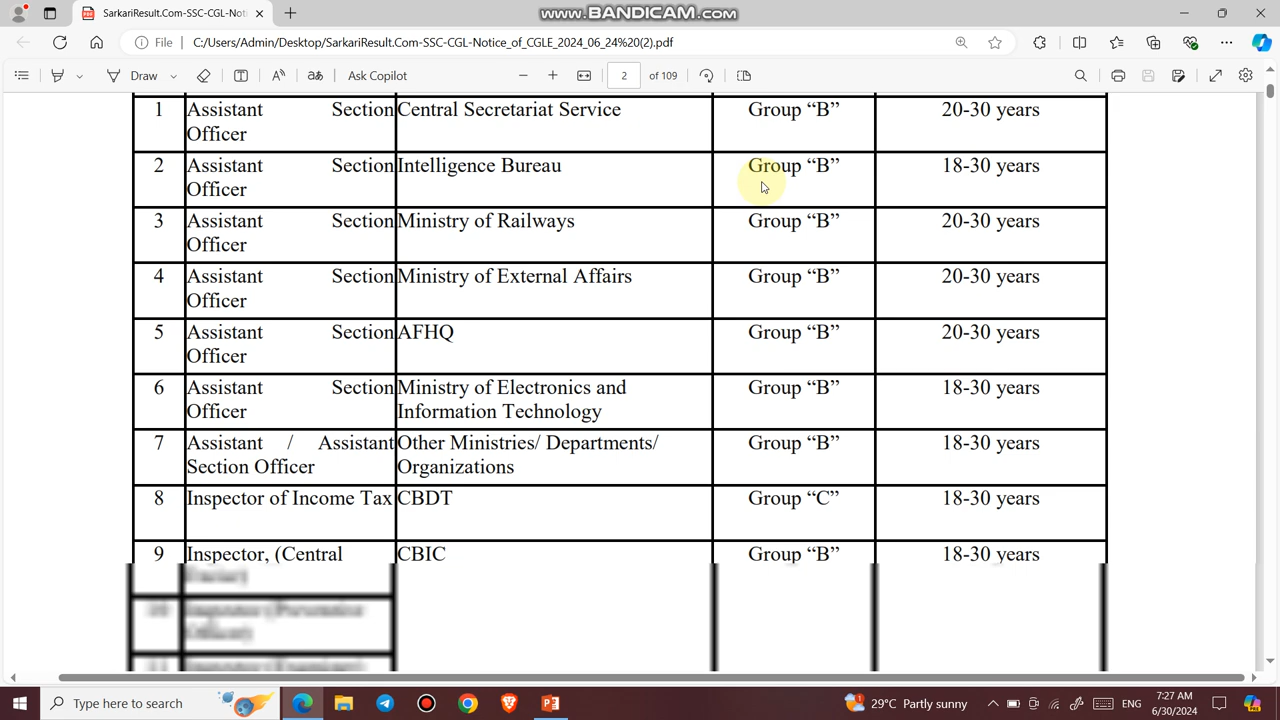 SarkariResult.Com-SSC-CGL-Noti
WWW.BANDICAM.COM
File C:/Users/Admin/Desktop/SarkariResult.Com-SSC-CGL-Notice_of_CGLE_2024_06_24%20(2).pdf
Draw Ask Copilot 2 of 109
1 Assistant Section Central Secretariat Service Group “B” 20-30 years
Officer
2 Assistant Section Intelligence Bureau Group “B” 18-30 years
Officer
3 Assistant Section Ministry of Railways Group “B” 20-30 years
Officer
4 Assistant Section Ministry of External Affairs Group “B” 20-30 years
Officer
5 Assistant Section AFHQ Group “B” 20-30 years
Officer
6 Assistant Section Ministry of Electronics and Group “B” 18-30 years
Officer Information Technology
7 Assistant / Assistant Other Ministries/ Departments/ Group “B” 18-30 years
Section Officer Organizations
8 Inspector of Income Tax CBDT Group “C” 18-30 years
9 Inspector, (Central CBIC Group “B” 18-30 years
10 Inspector (Preventive
Officer)
11 Inspector (Examiner)
Type here to search 29°C Partly sunny ENG 7:27 AM
6/30/2024